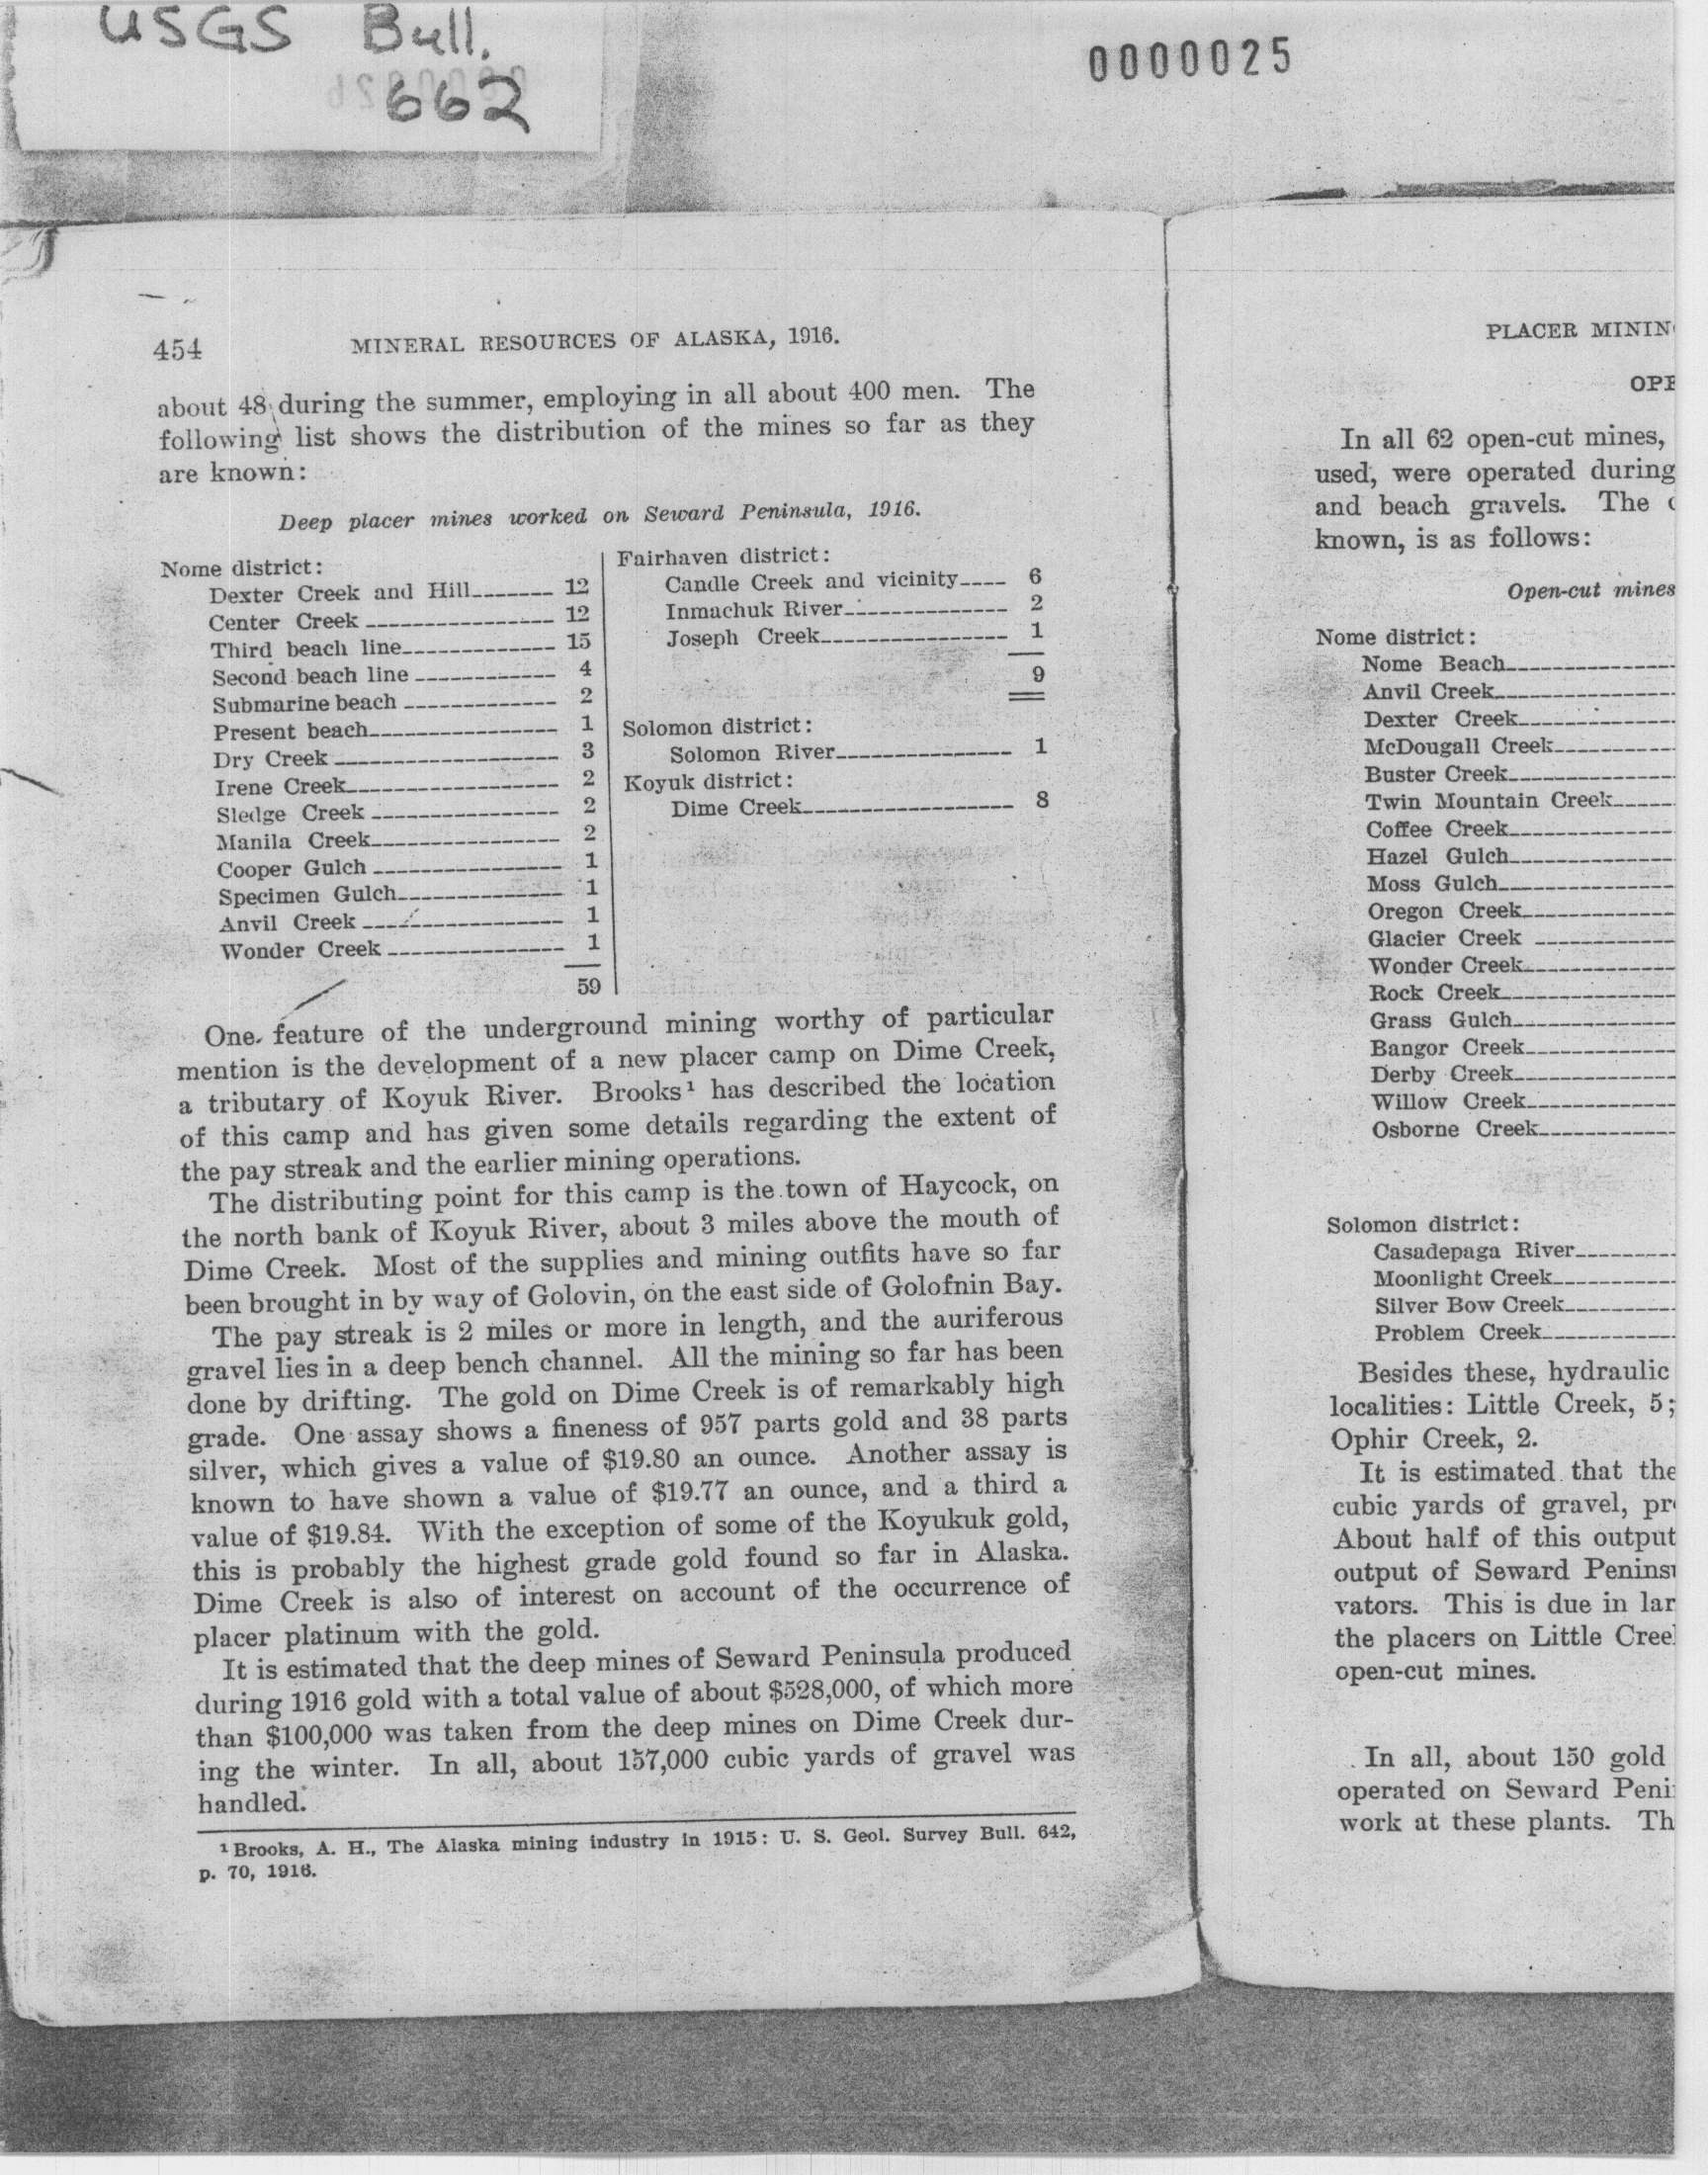 USGS Bull.
662
0000025
454 MINERAL RESOURCES OF ALASKA, 1916.
about 48 during the summer, employing in all about 400 men. The
following list shows the distribution of the mines so far as they
are known:
Deep placer mines worked on Seward Peninsula, 1916.
Nome district:
Dexter Creek and Hill 12
Center Creek 12
Third beach line 15
Second beach line 4
Submarine beach 2
Present beach 1
Dry Creek 3
Irene Creek 2
Sledge Creek 2
Manila Creek 2
Cooper Gulch 1
Specimen Gulch 1
Anvil Creek 1
Wonder Creek 1
59
Fairhaven district:
Candle Creek and vicinity 6
Inmachuk River 2
Joseph Creek 1
9
Solomon district:
Solomon River 1
Koyuk district:
Dime Creek 8
One feature of the underground mining worthy of particular
mention is the development of a new placer camp on Dime Creek,
a tributary of Koyuk River. Brooks¹ has described the location
of this camp and has given some details regarding the extent of
the pay streak and the earlier mining operations.
The distributing point for this camp is the town of Haycock, on
the north bank of Koyuk River, about 3 miles above the mouth of
Dime Creek. Most of the supplies and mining outfits have so far
been brought in by way of Golovin, on the east side of Golofnin Bay.
The pay streak is 2 miles or more in length, and the auriferous
gravel lies in a deep bench channel. All the mining so far has been
done by drifting. The gold on Dime Creek is of remarkably high
grade. One assay shows a fineness of 957 parts gold and 38 parts
silver, which gives a value of $19.80 an ounce. Another assay is
known to have shown a value of $19.77 an ounce, and a third a
value of $19.84. With the exception of some of the Koyukuk gold,
this is probably the highest grade gold found so far in Alaska.
Dime Creek is also of interest on account of the occurrence of
placer platinum with the gold.
It is estimated that the deep mines of Seward Peninsula produced
during 1916 gold with a total value of about $528,000, of which more
than $100,000 was taken from the deep mines on Dime Creek dur-
ing the winter. In all, about 157,000 cubic yards of gravel was
handled.
¹ Brooks, A. H., The Alaska mining industry in 1915: U. S. Geol. Survey Bull. 642,
p. 70, 1916.
PLACER MININ
OPE
In all 62 open-cut mines,
used, were operated during
and beach gravels. The
known, is as follows:
Open-cut mines
Nome district:
Nome Beach
Anvil Creek
Dexter Creek
McDougall Creek
Buster Creek
Twin Mountain Creek
Coffee Creek
Hazel Gulch
Moss Gulch
Oregon Creek
Glacier Creek
Wonder Creek
Rock Creek
Grass Gulch
Bangor Creek
Derby Creek
Willow Creek
Osborne Creek
Solomon district:
Casadepaga River
Moonlight Creek
Silver Bow Creek
Problem Creek
Besides these, hydraulic
localities: Little Creek, 5;
Ophir Creek, 2.
It is estimated that the
cubic yards of gravel, pr
About half of this output
output of Seward Penins
vators. This is due in lar
the placers on Little Cree
open-cut mines.
In all, about 150 gold
operated on Seward Peni
work at these plants. Th